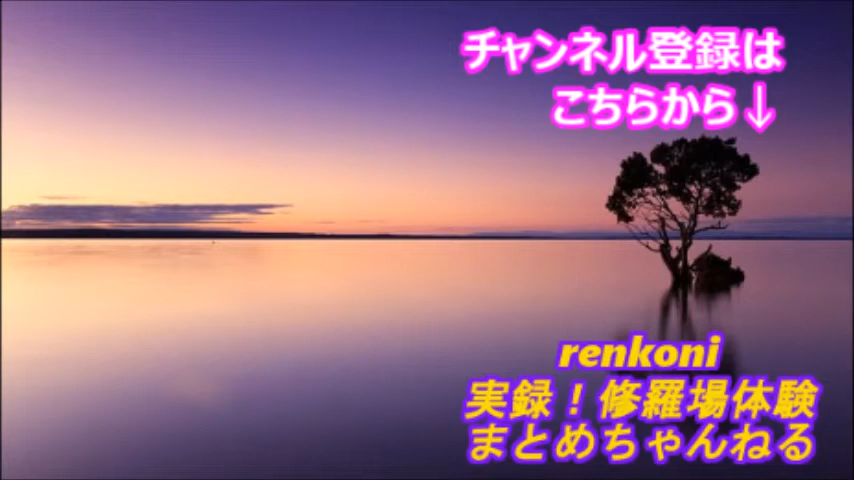 チャンネル登録は
こちらから↓
renkoni
実録！修羅場体験
まとめちゃんねる